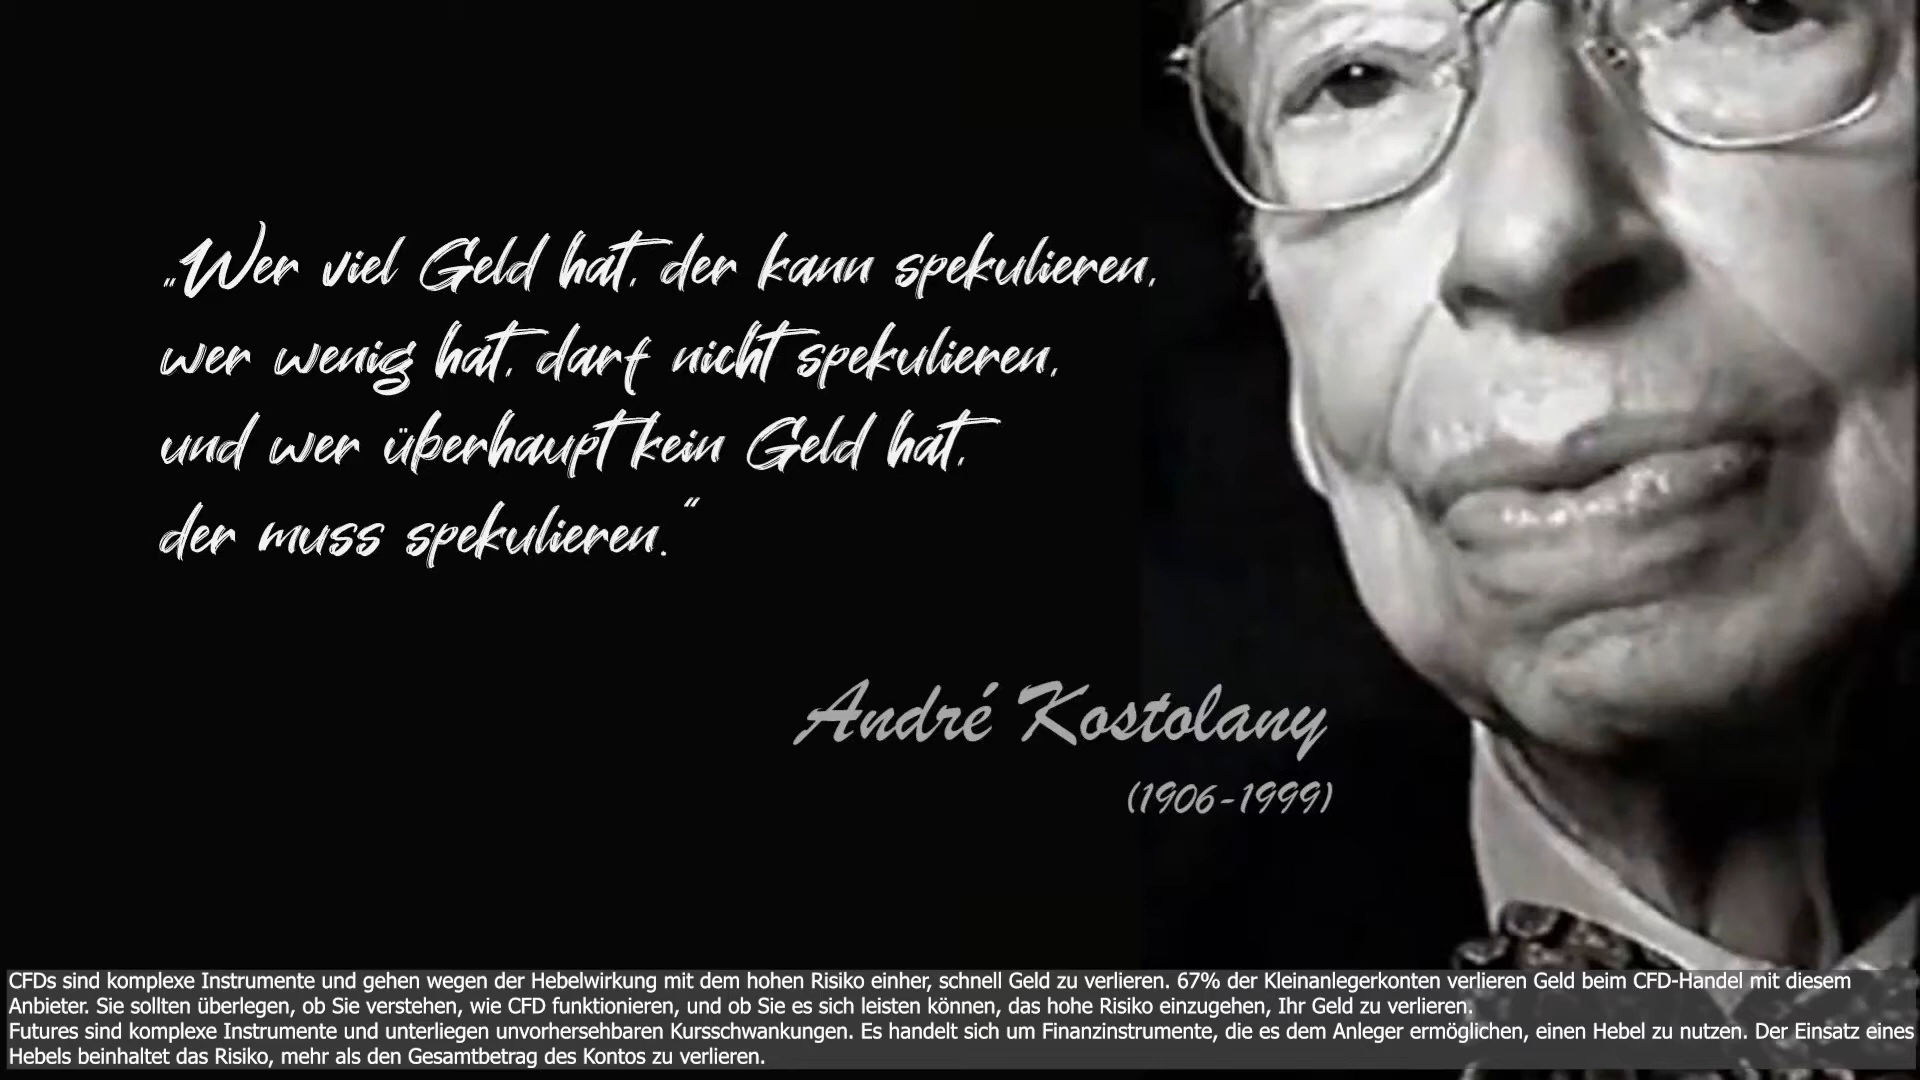 „Wer viel Geld hat, der kann spekulieren,
wer wenig hat, darf nicht spekulieren,
und wer überhaupt kein Geld hat,
der muss spekulieren.“
André Kostolany
(1906-1999)
CFDs sind komplexe Instrumente und gehen wegen der Hebelwirkung mit dem hohen Risiko einher, schnell Geld zu verlieren. 67% der Kleinanlegerkonten verlieren Geld beim CFD-Handel mit diesem
Anbieter. Sie sollten überlegen, ob Sie verstehen, wie CFD funktionieren, und ob Sie es sich leisten können, das hohe Risiko einzugehen, Ihr Geld zu verlieren.
Futures sind komplexe Instrumente und unterliegen unvorhersehbaren Kursschwankungen. Es handelt sich um Finanzinstrumente, die es dem Anleger ermöglichen, einen Hebel zu nutzen. Der Einsatz eines
Hebels beinhaltet das Risiko, mehr als den Gesamtbetrag des Kontos zu verlieren.